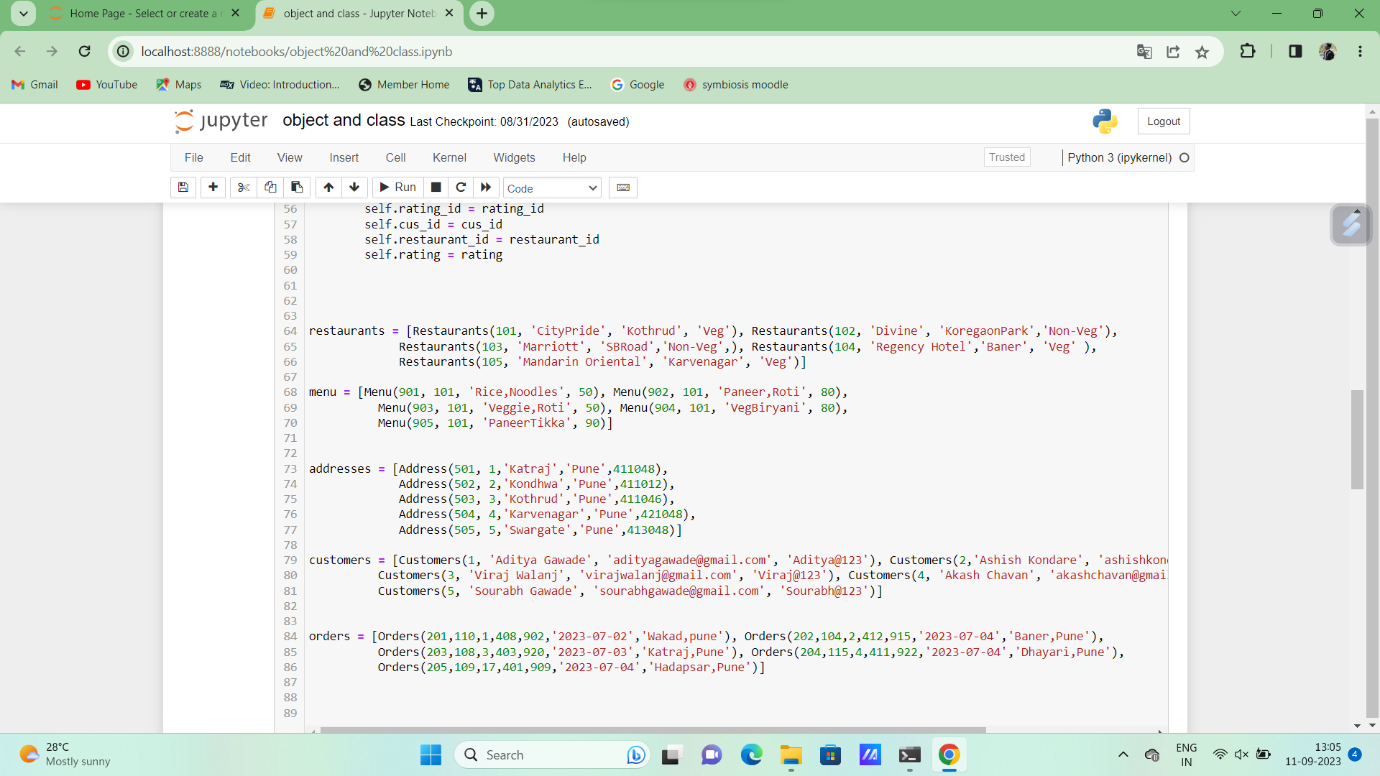 Home Page - Select or create a
object and class - Jupyter Noteb
localhost:8888/notebooks/object%20and%20class.ipynb
Gmail YouTube Maps Video: Introduction... Member Home Top Data Analytics E... Google symbiosis moodle
jupyter object and class Last Checkpoint: 08/31/2023 (autosaved)
Logout
File Edit View Insert Cell Kernel Widgets Help Trusted Python 3 (ipykernel)
Run Code
56 self.rating_id = rating_id
57 self.cus_id = cus_id
58 self.restaurant_id = restaurant_id
59 self.rating = rating
60
61
62
63
64 restaurants = [Restaurants(101, 'CityPride', 'Kothrud', 'Veg'), Restaurants(102, 'Divine', 'KoregaonPark','Non-Veg'),
65 Restaurants(103, 'Marriott', 'SBRoad','Non-Veg',), Restaurants(104, 'Regency Hotel','Baner', 'Veg' ),
66 Restaurants(105, 'Mandarin Oriental', 'Karvenagar', 'Veg')]
67
68 menu = [Menu(901, 101, 'Rice,Noodles', 50), Menu(902, 101, 'Paneer,Roti', 80),
69 Menu(903, 101, 'Veggie,Roti', 50), Menu(904, 101, 'VegBiryani', 80),
70 Menu(905, 101, 'PaneerTikka', 90)]
71
72
73 addresses = [Address(501, 1,'Katraj','Pune',411048),
74 Address(502, 2,'Kondhwa','Pune',411012),
75 Address(503, 3,'Kothrud','Pune',411046),
76 Address(504, 4,'Karvenagar','Pune',421048),
77 Address(505, 5,'Swargate','Pune',413048)]
78
79 customers = [Customers(1, 'Aditya Gawade', 'adityagawade@gmail.com', 'Aditya@123'), Customers(2,'Ashish Kondare', 'ashishkon
80 Customers(3, 'Viraj Walanj', 'virajwalanj@gmail.com', 'Viraj@123'), Customers(4, 'Akash Chavan', 'akashchavan@gmai
81 Customers(5, 'Sourabh Gawade', 'sourabhgawade@gmail.com', 'Sourabh@123')]
82
83
84 orders = [Orders(201,110,1,408,902,'2023-07-02','Wakad,pune'), Orders(202,104,2,412,915,'2023-07-04','Baner,Pune'),
85 Orders(203,108,3,403,920,'2023-07-03','Katraj,Pune'), Orders(204,115,4,411,922,'2023-07-04','Dhayari,Pune'),
86 Orders(205,109,17,401,909,'2023-07-04','Hadapsar,Pune')]
87
88
89
28°C
Mostly sunny
Search
ENG
IN
13:05
11-09-2023
4